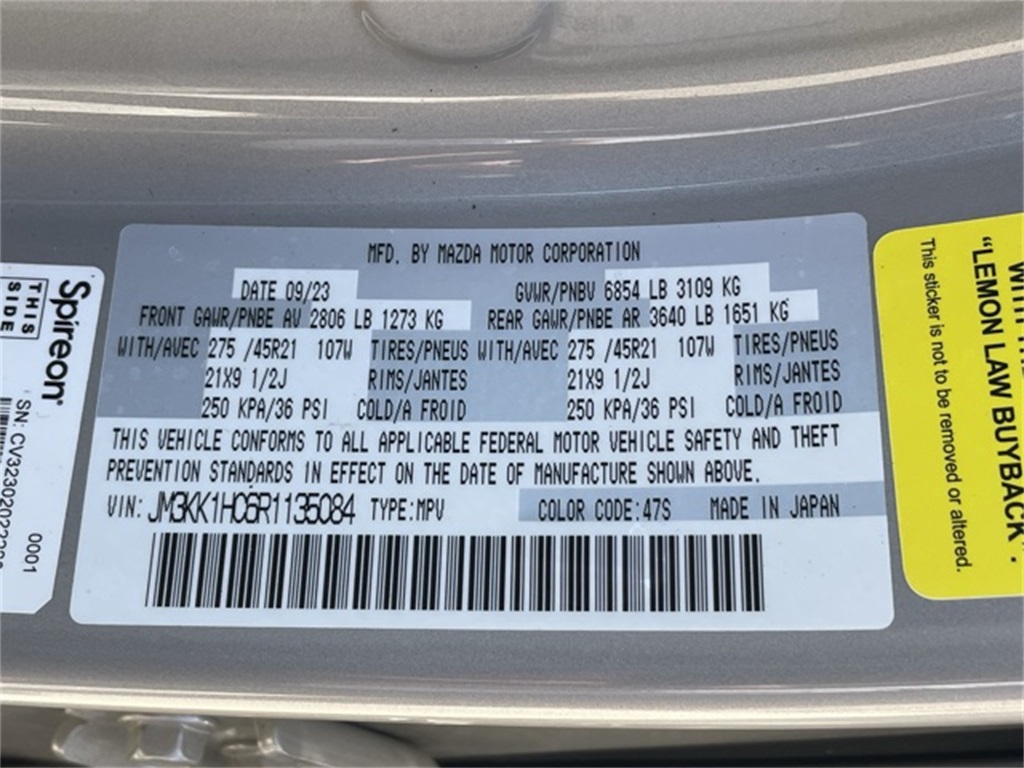 MFD. BY MAZDA MOTOR CORPORATION
DATE 09/23 GVWR/PNBV 6854 LB 3109 KG
FRONT GAWR/PNBE AV 2806 LB 1273 KG REAR GAWR/PNBE AR 3640 LB 1651 KG
WITH/AVEC 275 /45R21 107W TIRES/PNEUS WITH/AVEC 275 /45R21 107W TIRES/PNEUS
21X9 1/2J RIMS/JANTES 21X9 1/2J RIMS/JANTES
250 KPA/36 PSI COLD/A FROID 250 KPA/36 PSI COLD/A FROID
THIS VEHICLE CONFORMS TO ALL APPLICABLE FEDERAL MOTOR VEHICLE SAFETY AND THEFT
PREVENTION STANDARDS IN EFFECT ON THE DATE OF MANUFACTURE SHOWN ABOVE.
VIN: JM3KK1HC6R1135084 TYPE:MPV COLOR CODE:47S MADE IN JAPAN
Spireon
THIS
SIDE
SN:
0001
"LEMON LAW BUYBACK".
This sticker is not to be removed or altered.